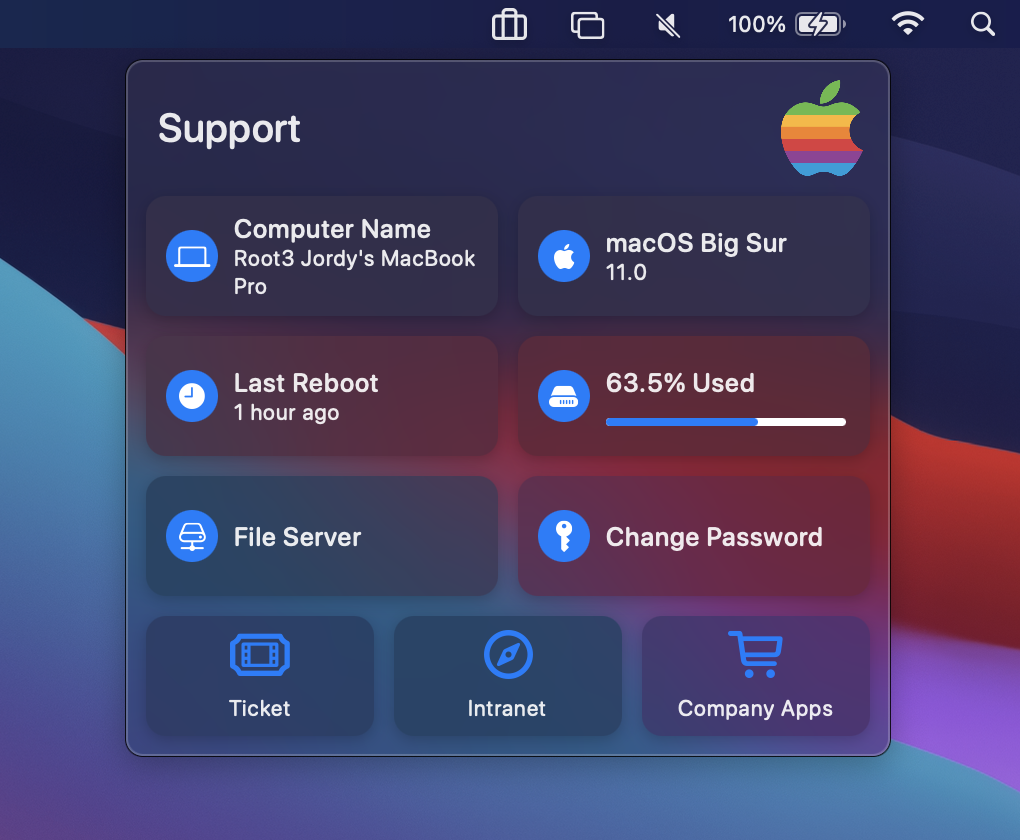 100%
Support
Computer Name
Root3 Jordy's MacBook
Pro
macOS Big Sur
11.0
Last Reboot
1 hour ago
63.5% Used
File Server
Change Password
Ticket
Intranet
Company Apps